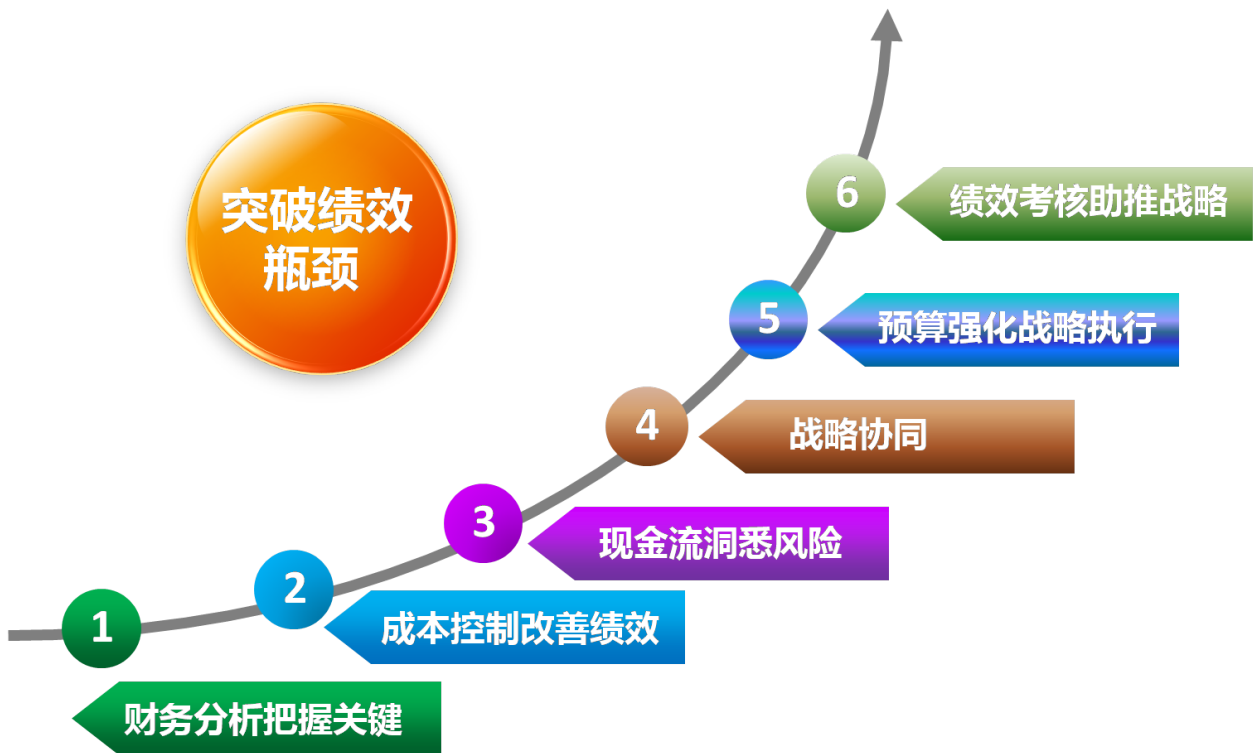 突破绩效
瓶颈
6
绩效考核助推战略
5
预算强化战略执行
4
战略协同
3
现金流洞悉风险
2
成本控制改善绩效
1
财务分析把握关键